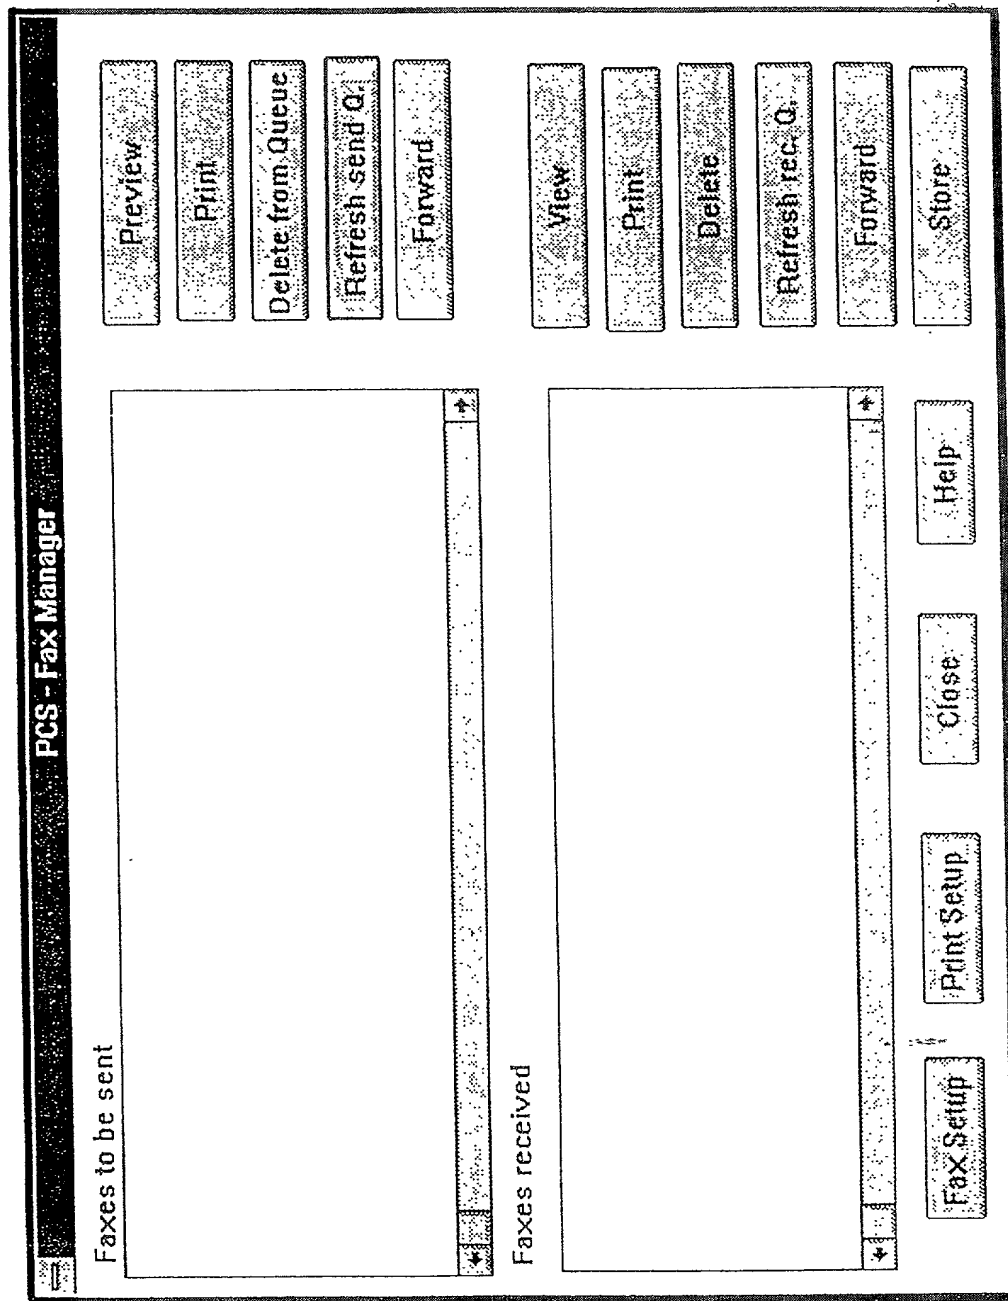 PCS - Fax Manager
Faxes to be sent
Preview
Print
Delete from Queue
Refresh send Q.
Forward
Faxes received
View
Print
Delete
Refresh rec. Q.
Forward
Store
Fax Setup
Print Setup
Close
Help